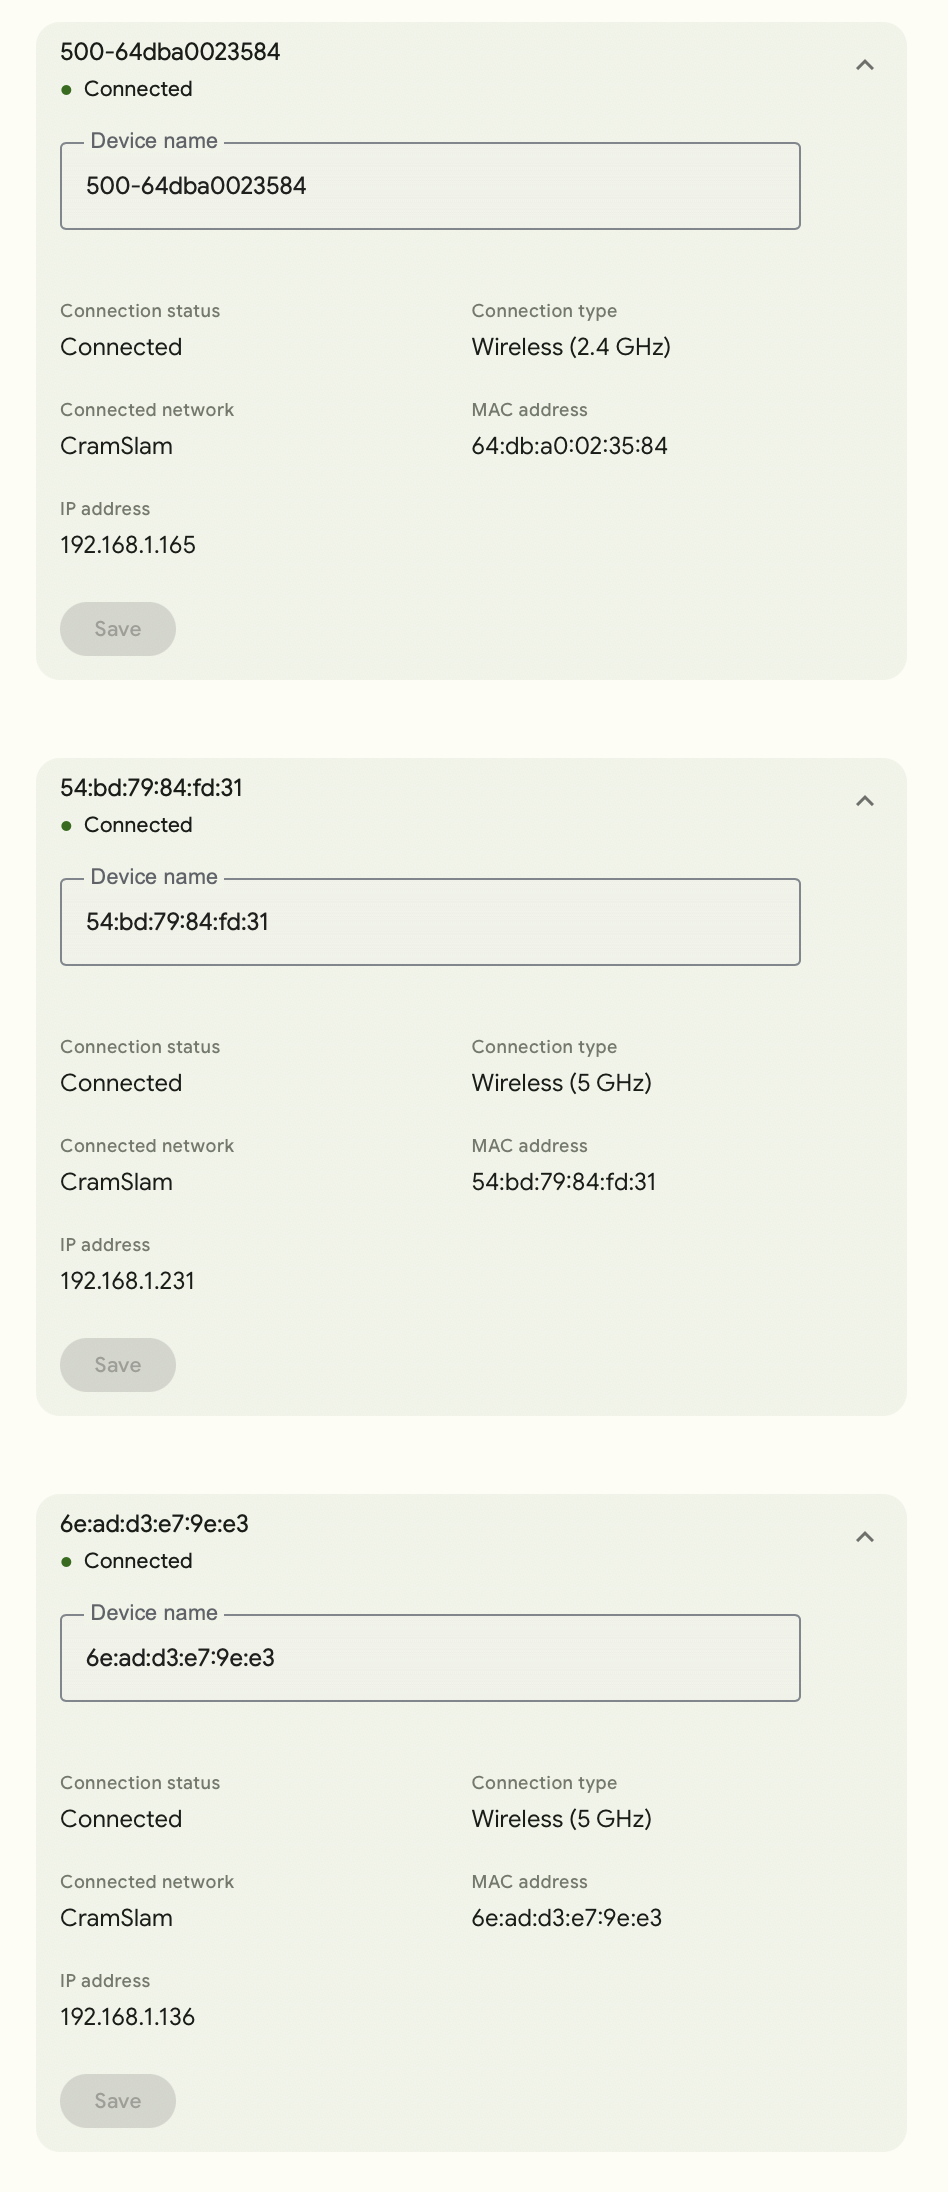 500-64dba0023584
Connected
Device name
500-64dba0023584
Connection status
Connection type
Connected
Wireless (2.4 GHz)
Connected network
MAC address
CramSlam
64:db:a0:02:35:84
IP address
192.168.1.165
Save
54:bd:79:84:fd:31
Connected
Device name
54:bd:79:84:fd:31
Connection status
Connection type
Connected
Wireless (5 GHz)
Connected network
MAC address
CramSlam
54:bd:79:84:fd:31
IP address
192.168.1.231
Save
6e:ad:d3:e7:9e:e3
Connected
Device name
6e:ad:d3:e7:9e:e3
Connection status
Connection type
Connected
Wireless (5 GHz)
Connected network
MAC address
CramSlam
6e:ad:d3:e7:9e:e3
IP address
192.168.1.136
Save